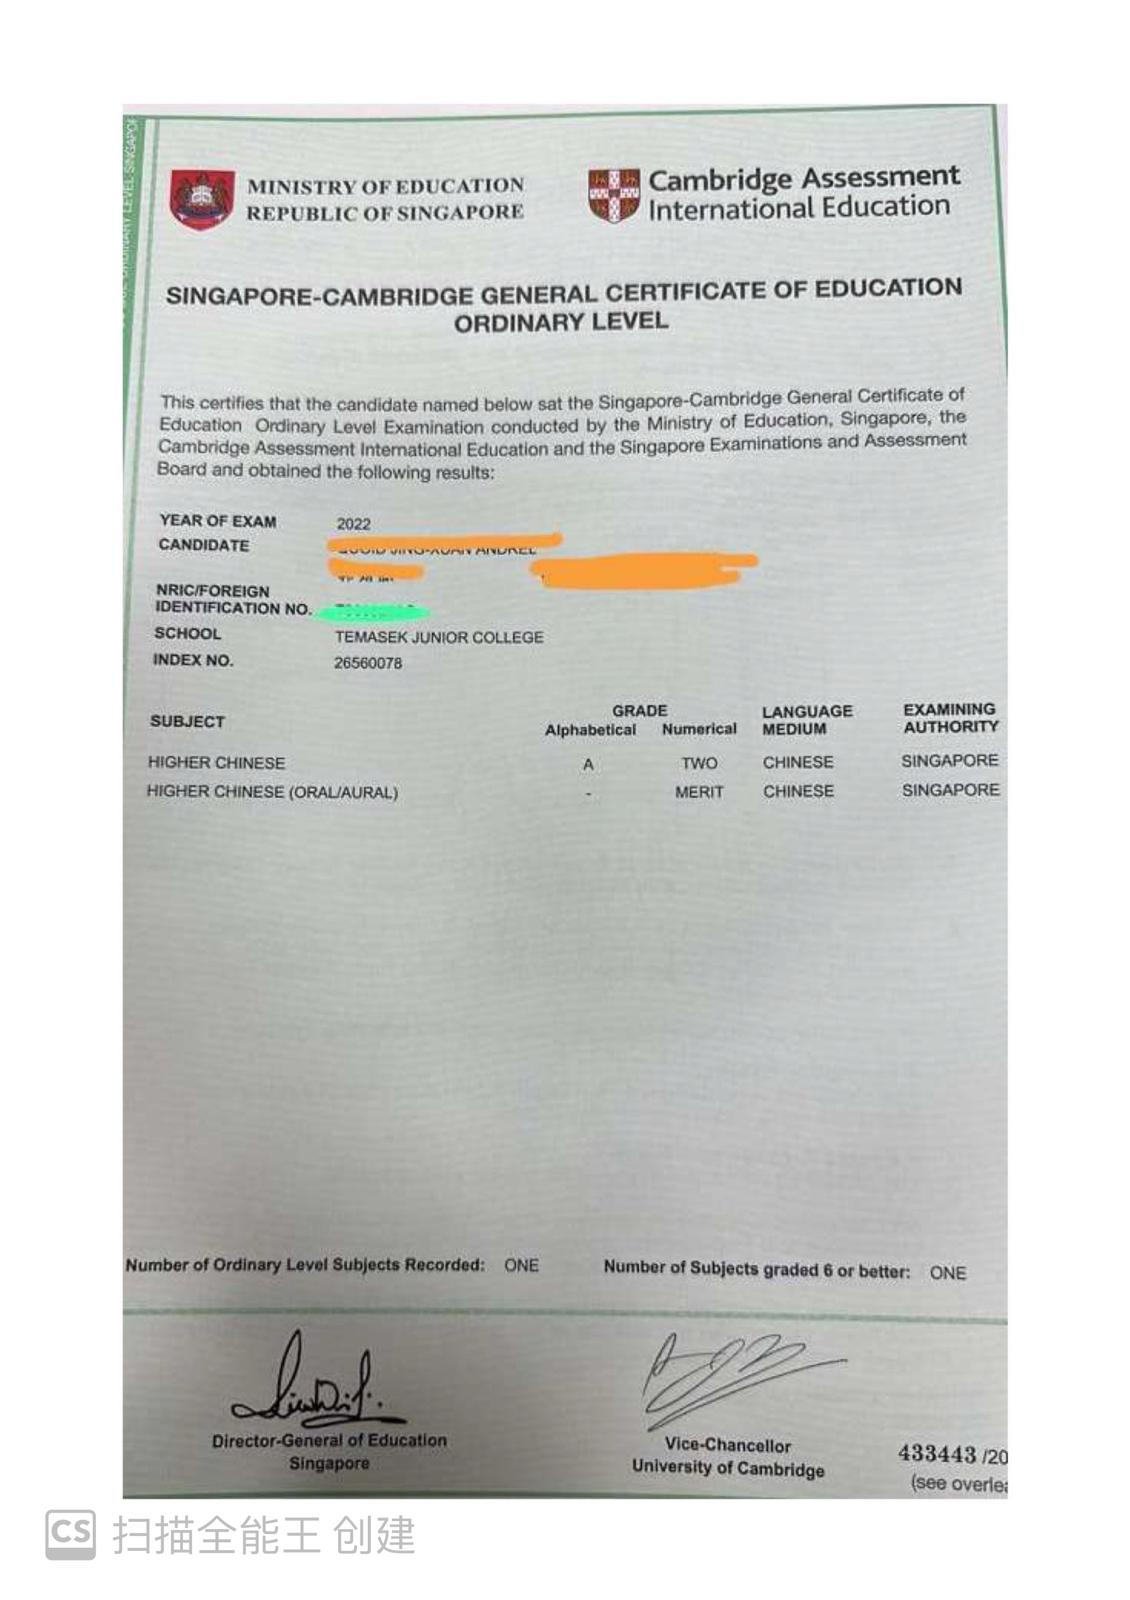 ORDINARY LEVEL
MINISTRY OF EDUCATION
REPUBLIC OF SINGAPORE
Cambridge Assessment
International Education
SINGAPORE-CAMBRIDGE GENERAL CERTIFICATE OF EDUCATION
ORDINARY LEVEL
This certifies that the candidate named below sat the Singapore-Cambridge General Certificate of
Education Ordinary Level Examination conducted by the Ministry of Education, Singapore, the
Cambridge Assessment International Education and the Singapore Examinations and Assessment
Board and obtained the following results:
YEAR OF EXAM 2022
CANDIDATE
NRIC/FOREIGN
IDENTIFICATION NO.
SCHOOL TEMASEK JUNIOR COLLEGE
INDEX NO. 26560078
SUBJECT GRADE LANGUAGE EXAMINING
Alphabetical Numerical MEDIUM AUTHORITY
HIGHER CHINESE A TWO CHINESE SINGAPORE
HIGHER CHINESE (ORAL/AURAL) - MERIT CHINESE SINGAPORE
Number of Ordinary Level Subjects Recorded: ONE Number of Subjects graded 6 or better: ONE
Director-General of Education
Singapore
Vice-Chancellor
University of Cambridge
433443 /20
(see overlea
CS 扫描全能王 创建